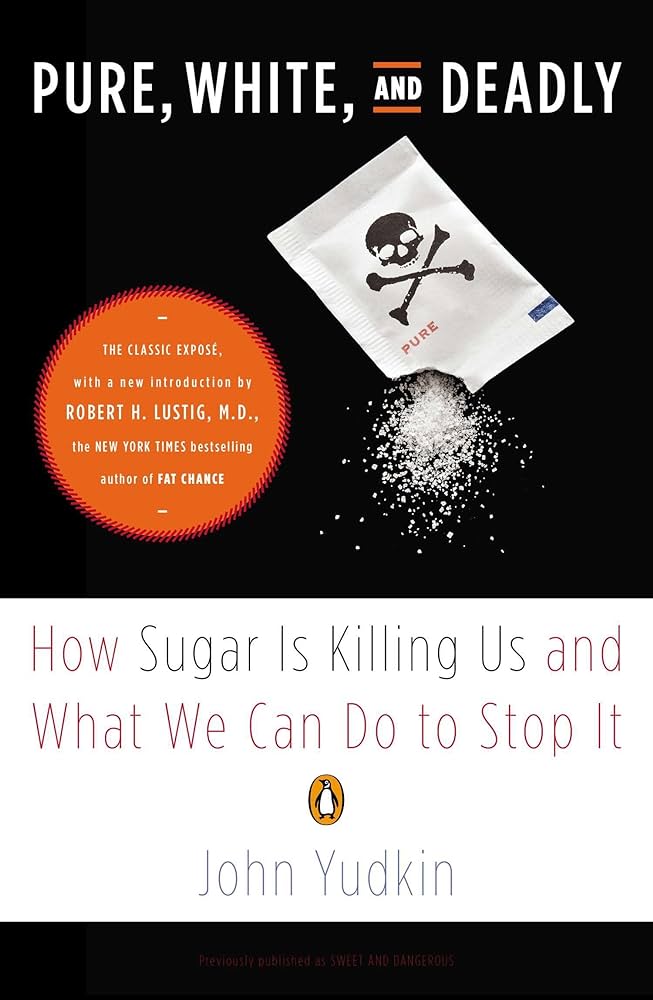 PURE, WHITE, AND DEADLY
PURE
THE CLASSIC EXPOSÉ,
with a new introduction by
ROBERT H. LUSTIG, M.D.,
the NEW YORK TIMES bestselling
author of FAT CHANCE
How Sugar Is Killing Us and
What We Can Do to Stop It
John Yudkin
Previously published as SWEET AND DANGEROUS